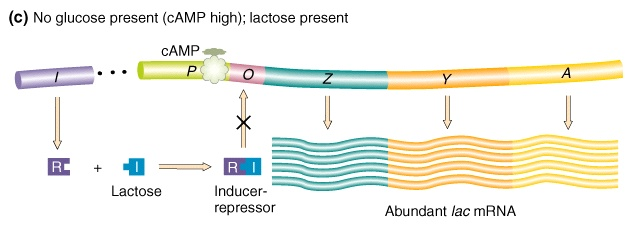 (c) No glucose present (cAMP high); lactose present
cAMP
I • • • P O Z Y A
R + I R I
Lactose
Inducer-
repressor
Abundant lac mRNA